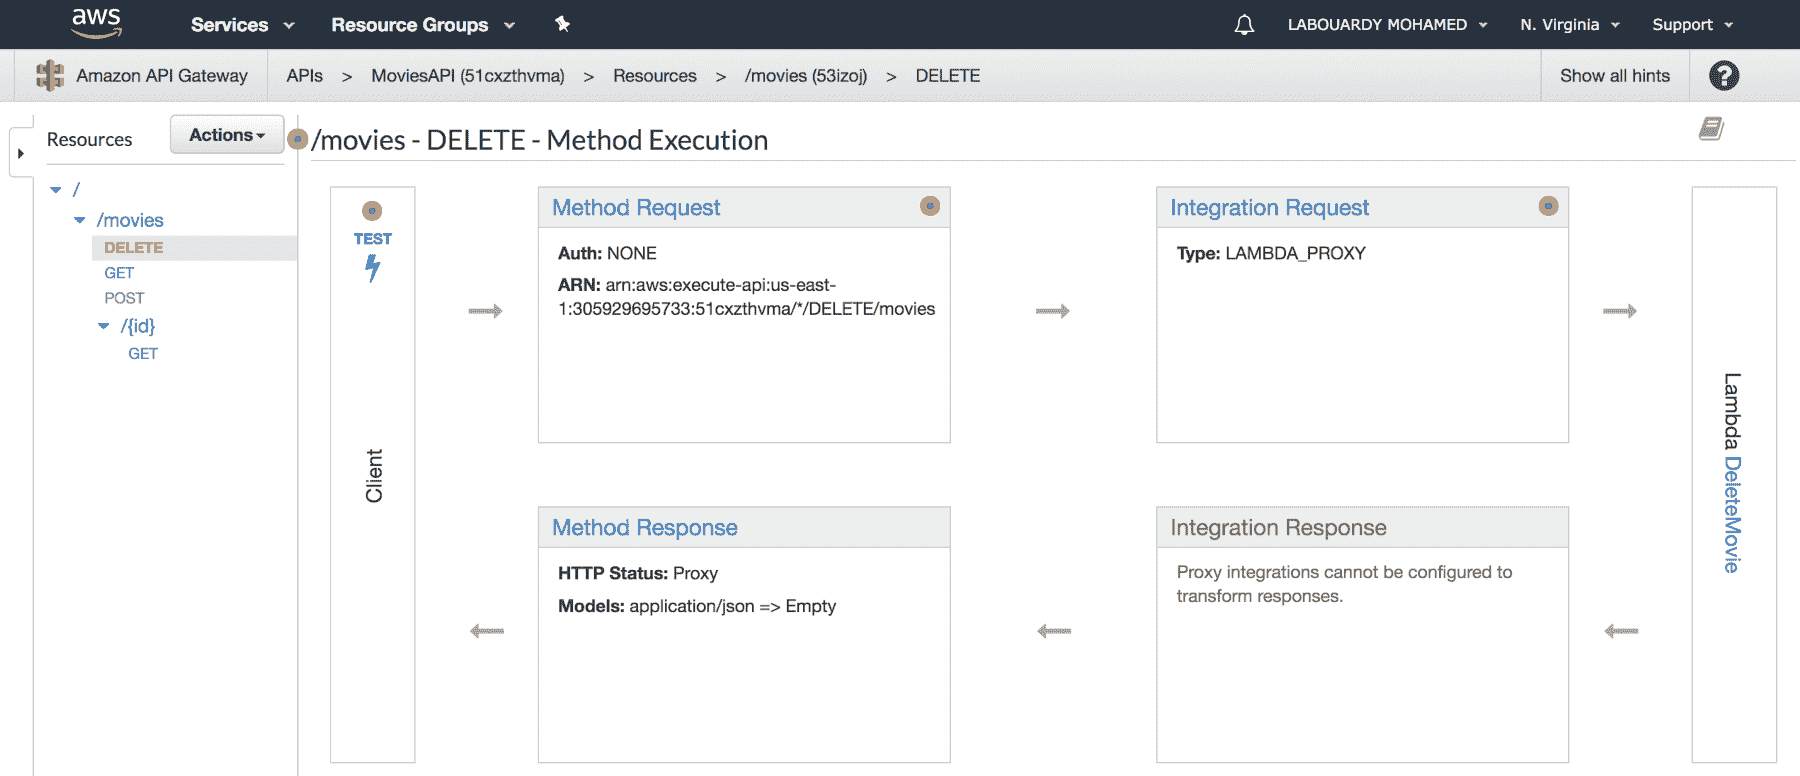 aws Services Resource Groups LABOUARDY MOHAMED N. Virginia Support
Amazon API Gateway APIs > MoviesAPI (51cxzthvma) > Resources > /movies (53izoj) > DELETE Show all hints ?
Resources Actions /movies - DELETE - Method Execution
/
/movies
DELETE
GET
POST
/{id}
GET
TEST
Client
Method Request
Auth: NONE
ARN: arn:aws:execute-api:us-east-
1:305929695733:51cxzthvma/*/DELETE/movies
Integration Request
Type: LAMBDA_PROXY
Lambda DeleteMovie
Method Response
HTTP Status: Proxy
Models: application/json => Empty
Integration Response
Proxy integrations cannot be configured to
transform responses.